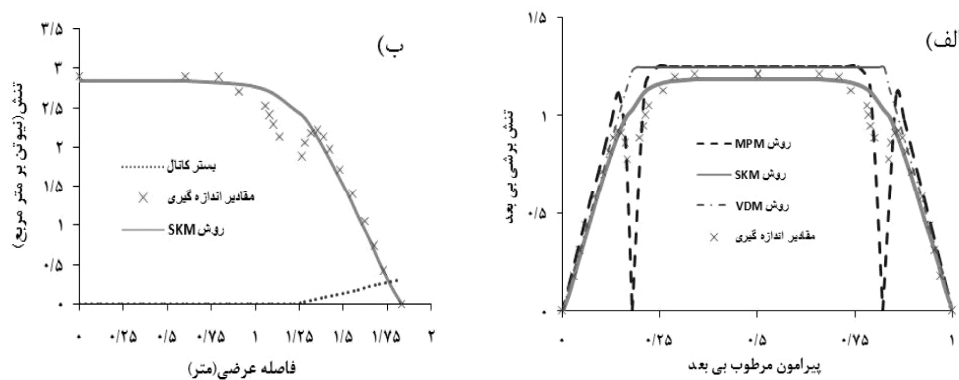 الف)
تنش برشی بی بعد
۱/۵
۱
۰/۵
۰
روش MPM
روش SKM
روش VDM
مقادیر اندازه گیری
۰ ۰/۲۵ ۰/۵ ۰/۷۵ ۱
پیرامون مرطوب بی بعد
ب)
تنش(نیوتن بر متر مربع)
۳/۵
۳
۲/۵
۲
۱/۵
۱
۰/۵
۰
بستر کانال
مقادیر اندازه گیری
روش SKM
۰ ۰/۲۵ ۰/۵ ۰/۷۵ ۱ ۱/۲۵ ۱/۵ ۱/۷۵ ۲
فاصله عرضی(متر)